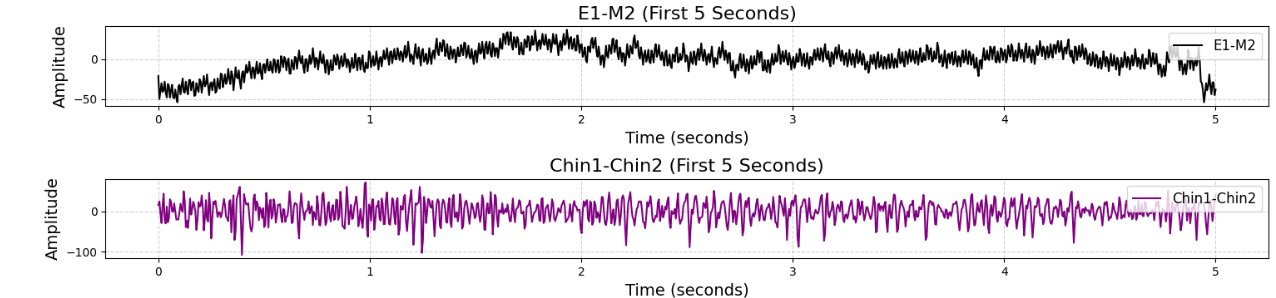 E1-M2 (First 5 Seconds)
Amplitude
0
−50
E1-M2
0 1 2 3 4 5
Time (seconds)
Chin1-Chin2 (First 5 Seconds)
Amplitude
0
−100
Chin1-Chin2
0 1 2 3 4 5
Time (seconds)